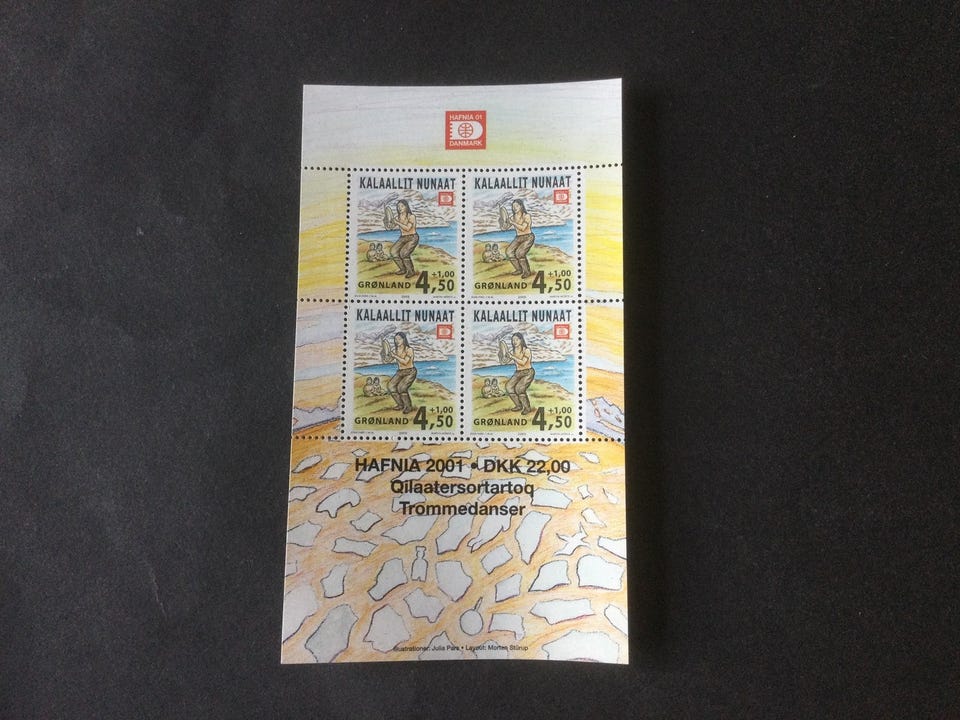 HAFNIA 01
DANMARK
KALAALLIT NUNAAT
+1,00
GRØNLAND 4,50
KALAALLIT NUNAAT
+1,00
GRØNLAND 4,50
KALAALLIT NUNAAT
+1,00
GRØNLAND 4,50
KALAALLIT NUNAAT
+1,00
GRØNLAND 4,50
HAFNIA 2001 • DKK 22,00
Qilaatersortartoq
Trommedanser
Illustrationer: Julia Pars • Layout: Morten Stürup